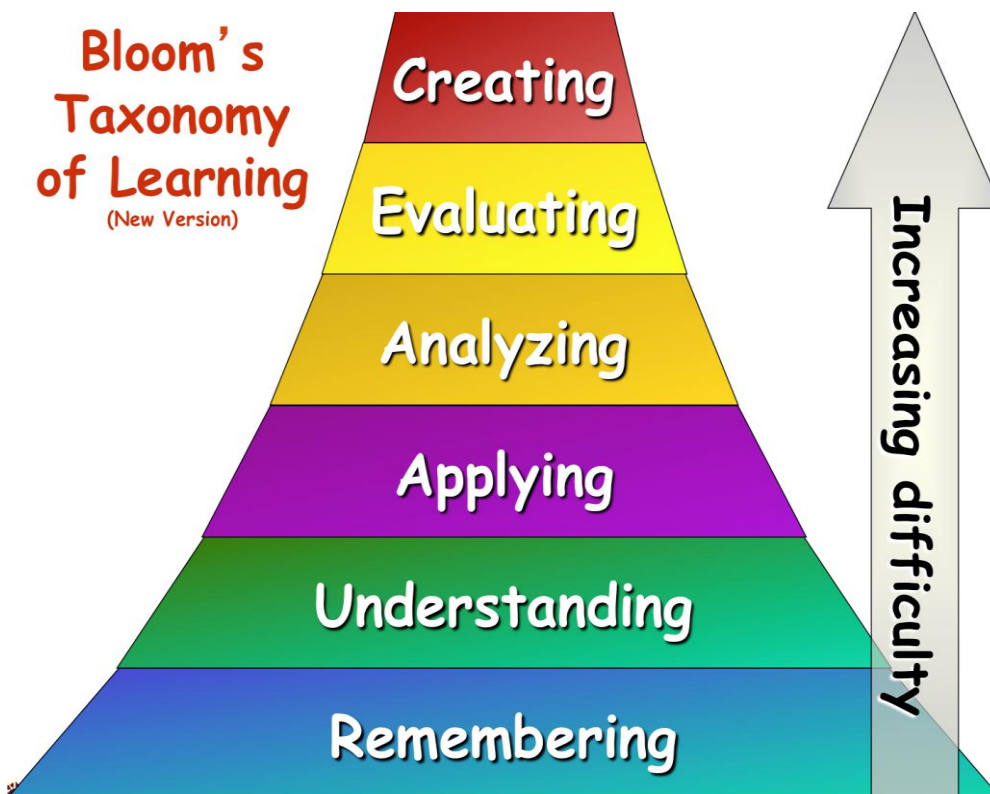 Bloom's
Taxonomy
of Learning
(New Version)
Creating
Evaluating
Analyzing
Applying
Understanding
Remembering
Increasing difficulty